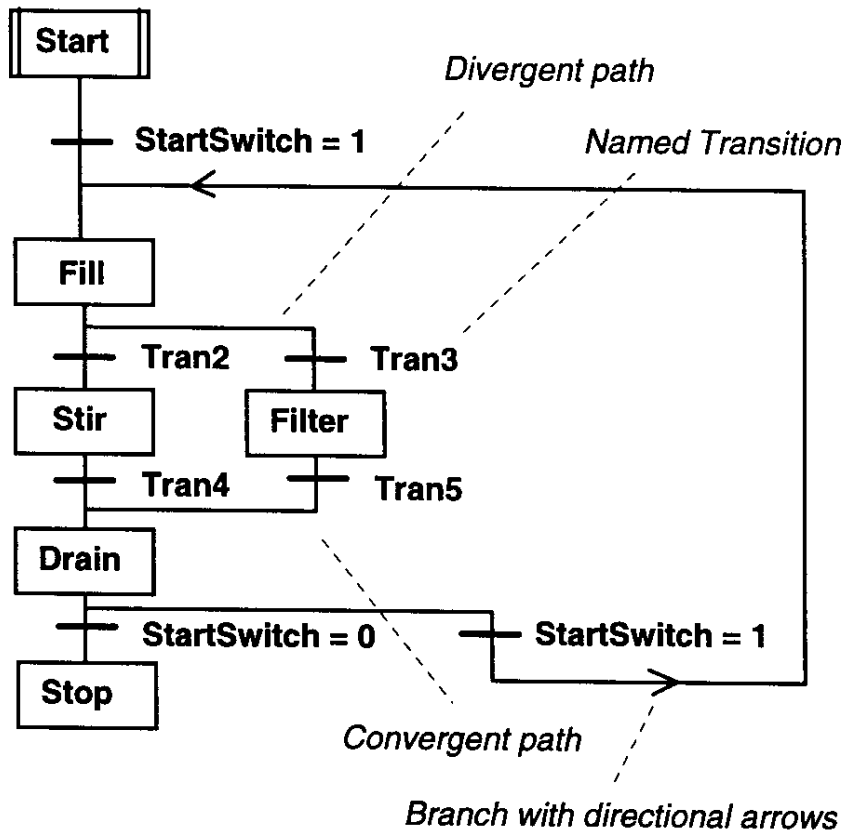 Start
Divergent path
StartSwitch = 1
Named Transition
Fill
Tran2
Tran3
Stir
Filter
Tran4
Tran5
Drain
StartSwitch = 0
StartSwitch = 1
Stop
Convergent path
Branch with directional arrows